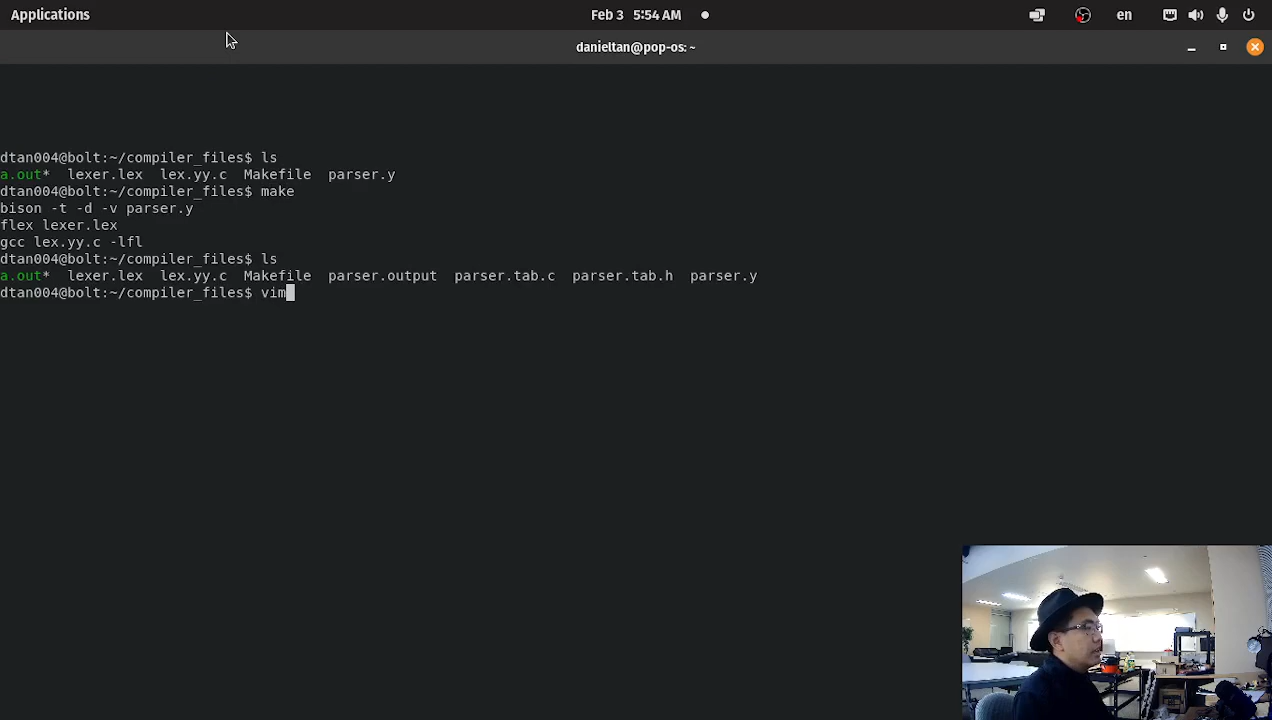 Applications
Feb 3 5:54 AM
en
danieltan@pop-os: ~
dtan004@bolt:~/compiler_files$ ls
a.out* lexer.lex lex.yy.c Makefile parser.y
dtan004@bolt:~/compiler_files$ make
bison -t -d -v parser.y
flex lexer.lex
gcc lex.yy.c -lfl
dtan004@bolt:~/compiler_files$ ls
a.out* lexer.lex lex.yy.c Makefile parser.output parser.tab.c parser.tab.h parser.y
dtan004@bolt:~/compiler_files$ vim